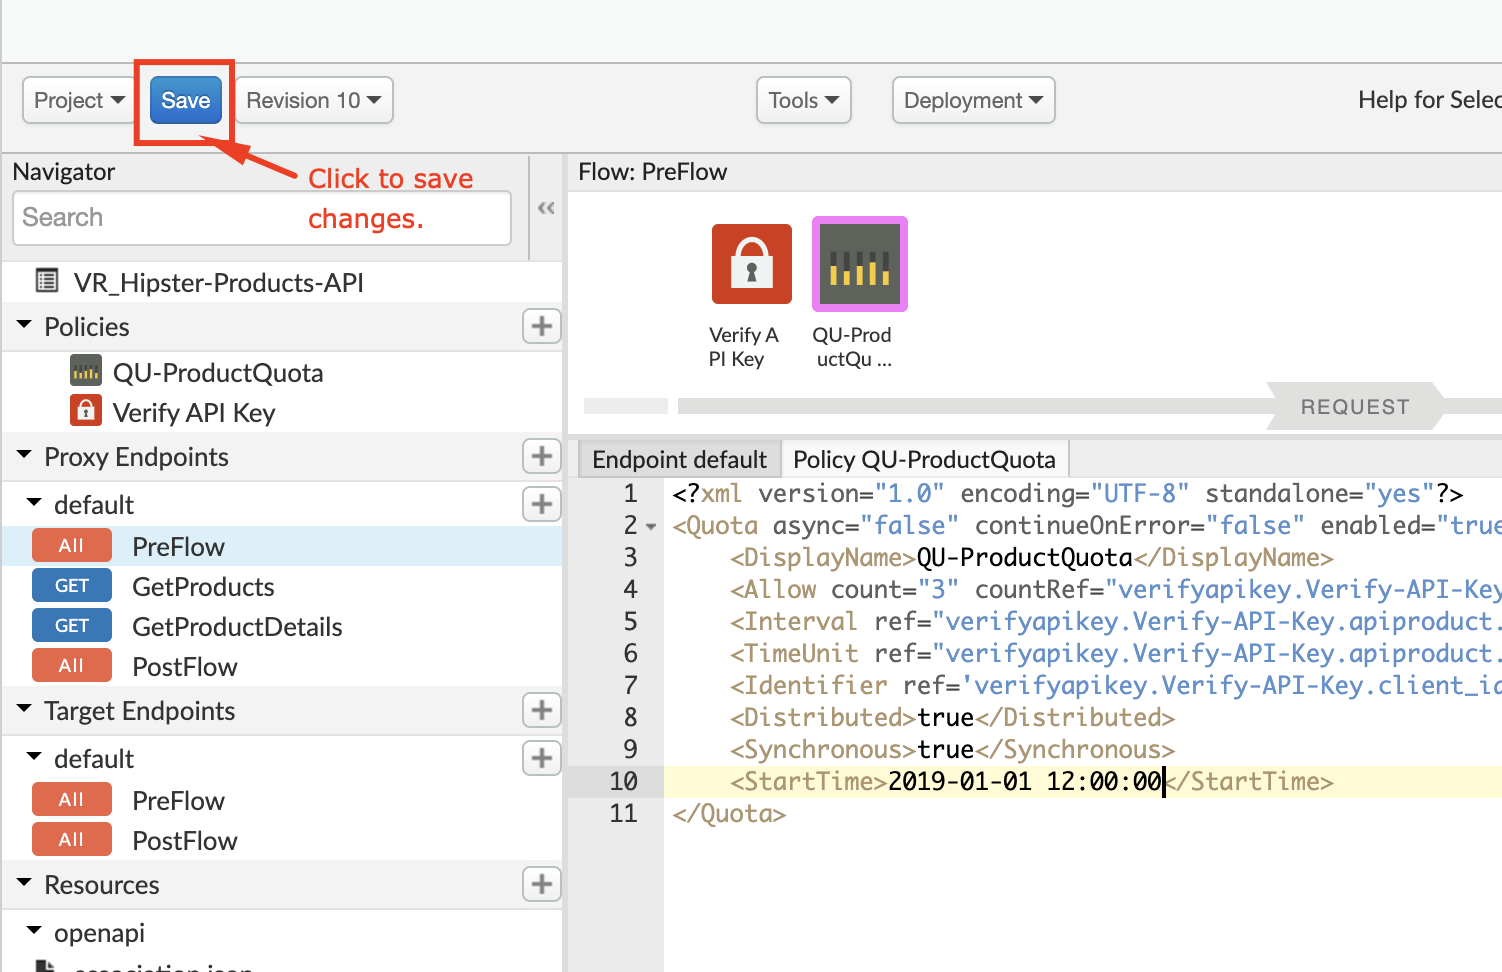 Project
Save
Revision 10
Tools
Deployment
Help for Selec
Click to save
changes.
Navigator
Search
«
VR_Hipster-Products-API
Policies
QU-ProductQuota
Verify API Key
Proxy Endpoints
default
All PreFlow
GET GetProducts
GET GetProductDetails
All PostFlow
Target Endpoints
default
All PreFlow
All PostFlow
Resources
openapi
association.json
Flow: PreFlow
Verify A
PI Key
QU-Prod
uctQu ...
REQUEST
Endpoint default
Policy QU-ProductQuota
1 <?xml version="1.0" encoding="UTF-8" standalone="yes"?>
2 <Quota async="false" continueOnError="false" enabled="true
3 <DisplayName>QU-ProductQuota</DisplayName>
4 <Allow count="3" countRef="verifyapikey.Verify-API-Key
5 <Interval ref="verifyapikey.Verify-API-Key.apiproduct.
6 <TimeUnit ref="verifyapikey.Verify-API-Key.apiproduct.
7 <Identifier ref='verifyapikey.Verify-API-Key.client_id
8 <Distributed>true</Distributed>
9 <Synchronous>true</Synchronous>
10 <StartTime>2019-01-01 12:00:00</StartTime>
11 </Quota>